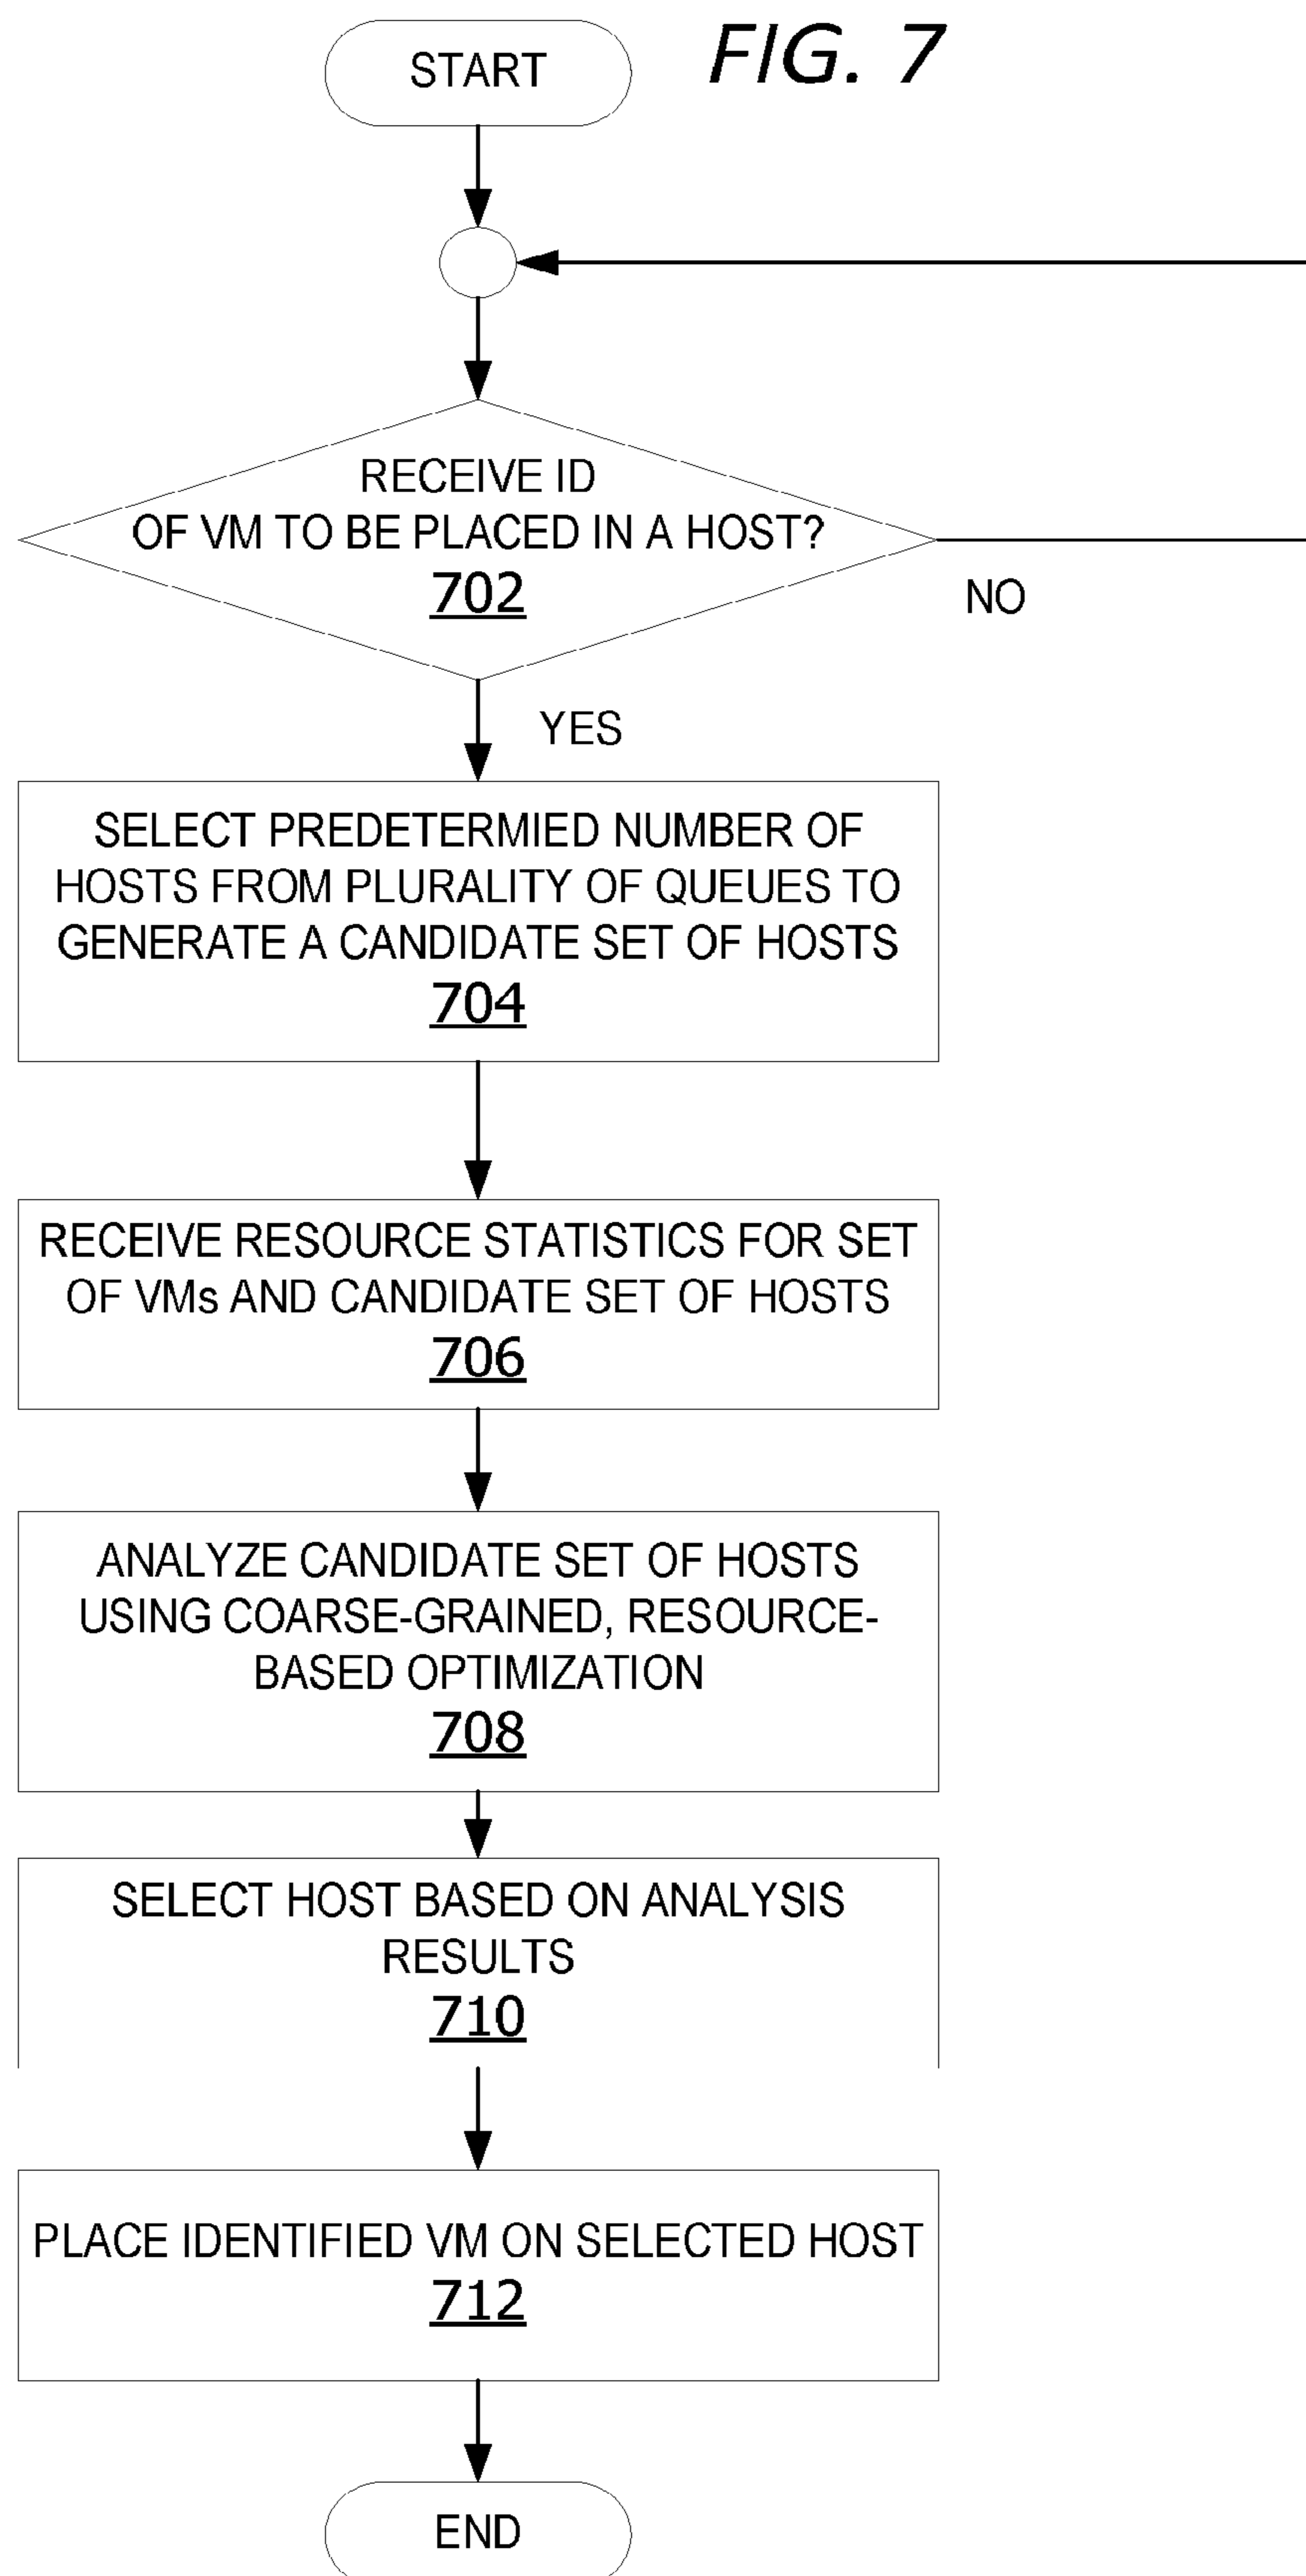 START
FIG. 7
RECEIVE ID
OF VM TO BE PLACED IN A HOST?
702
NO
YES
SELECT PREDETERMIED NUMBER OF
HOSTS FROM PLURALITY OF QUEUES TO
GENERATE A CANDIDATE SET OF HOSTS
704
RECEIVE RESOURCE STATISTICS FOR SET
OF VMs AND CANDIDATE SET OF HOSTS
706
ANALYZE CANDIDATE SET OF HOSTS
USING COARSE-GRAINED, RESOURCE-
BASED OPTIMIZATION
708
SELECT HOST BASED ON ANALYSIS
RESULTS
710
PLACE IDENTIFIED VM ON SELECTED HOST
712
END